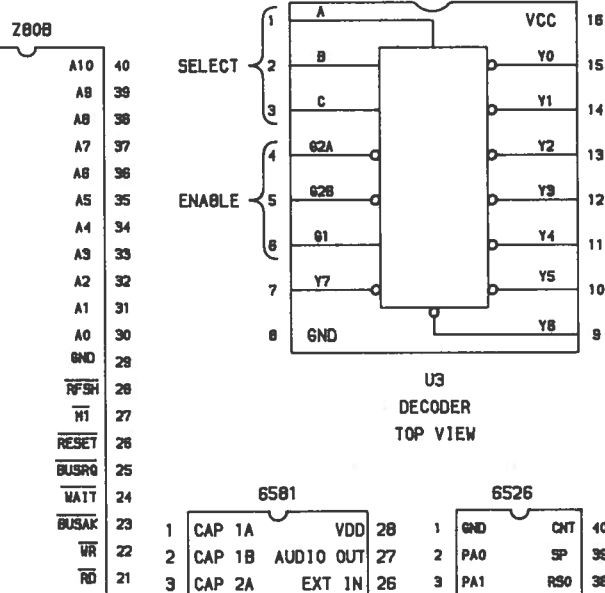 Z80B
A10 40
A9 39
A8 38
A7 37
A6 36
A5 35
A4 34
A3 33
A2 32
A1 31
A0 30
GND 29
RFSH 28
M1 27
RESET 26
BUSRQ 25
WAIT 24
BUSAK 23
WR 22
RD 21
1 A VCC 16
SELECT 2 B Y0 15
3 C Y1 14
4 G2A Y2 13
ENABLE 5 G2B Y3 12
6 G1 Y4 11
7 Y7 Y5 10
8 GND Y6 9
U3
DECODER
TOP VIEW
6581
1 CAP 1A VDD 28
2 CAP 1B AUDIO OUT 27
3 CAP 2A EXT IN 26
6526
1 GND CNT 40
2 PA0 SP 39
3 PA1 RS0 38